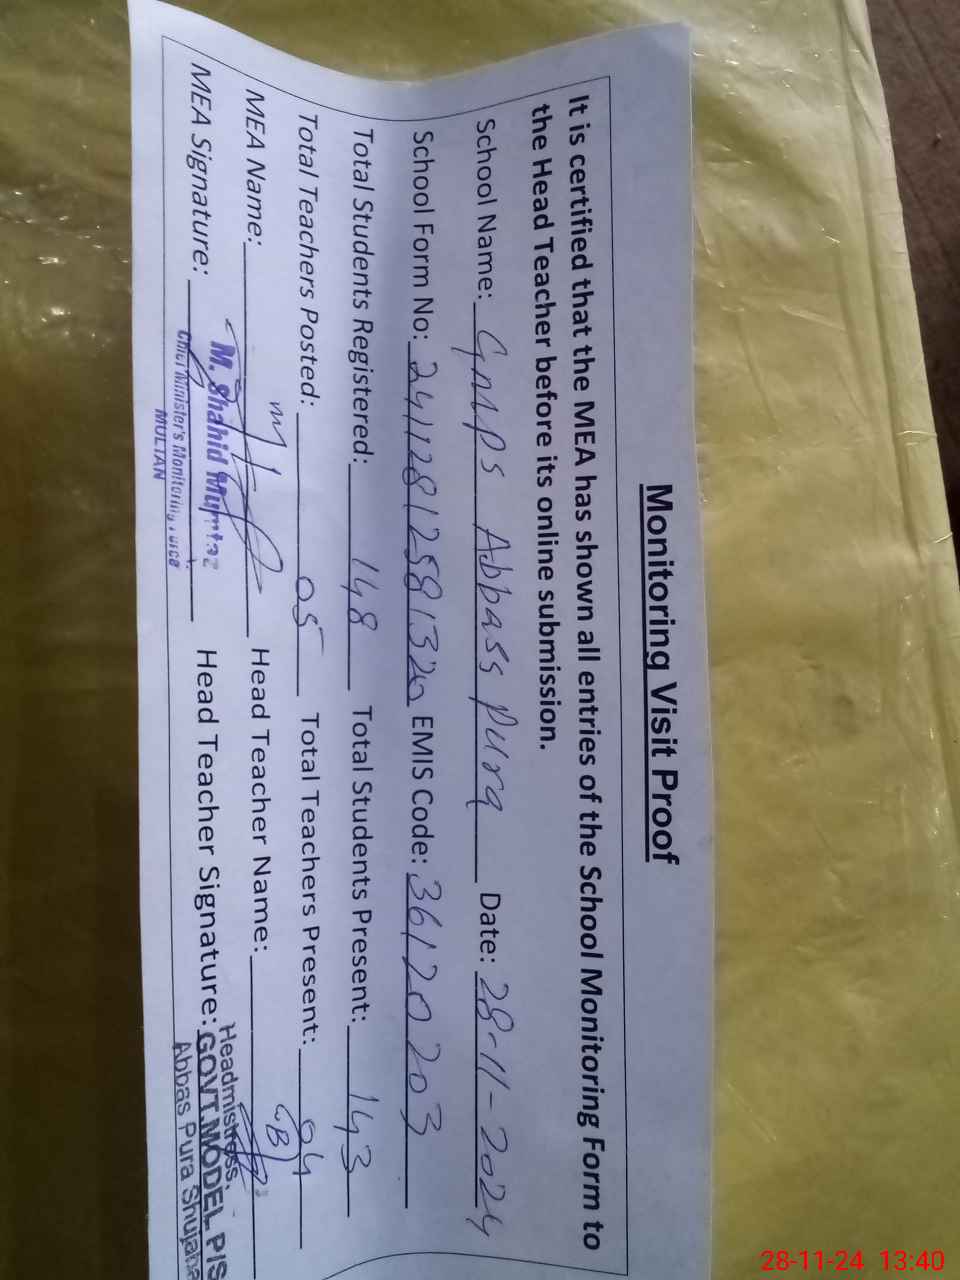 Monitoring Visit Proof
It is certified that the MEA has shown all entries of the School Monitoring Form to
the Head Teacher before its online submission.
School Name: GMPS Abbass Pura Date: 28-11-2024
School Form No: EMIS Code: 36120203
Total Students Registered: 148 Total Students Present: 143
Total Teachers Posted: 05 Total Teachers Present: 04
MEA Name: Head Teacher Name:
M. Shahid Mumtaz
MEA Signature: Head Teacher Signature:
Chief Minister's Monitoring Force
MULTAN
Headmistress,
GOVT. MODEL P/S
Abbas Pura Shujaba
28-11-24 13:40